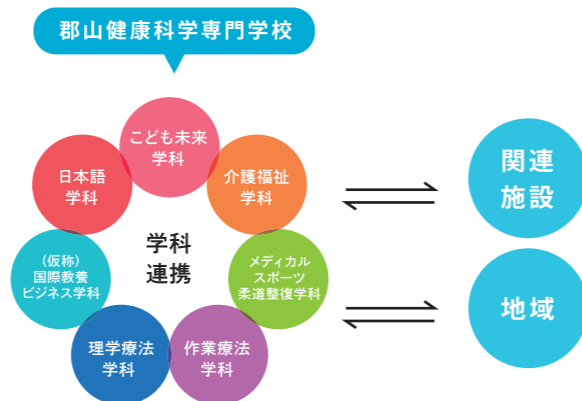 郡山健康科学専門学校
こども未来
学科
日本語
学科
介護福祉
学科
学科
連携
(仮称)
国際教養
ビジネス学科
メディカル
スポーツ
柔道整復学科
理学療法
学科
作業療法
学科
関連
施設
地域